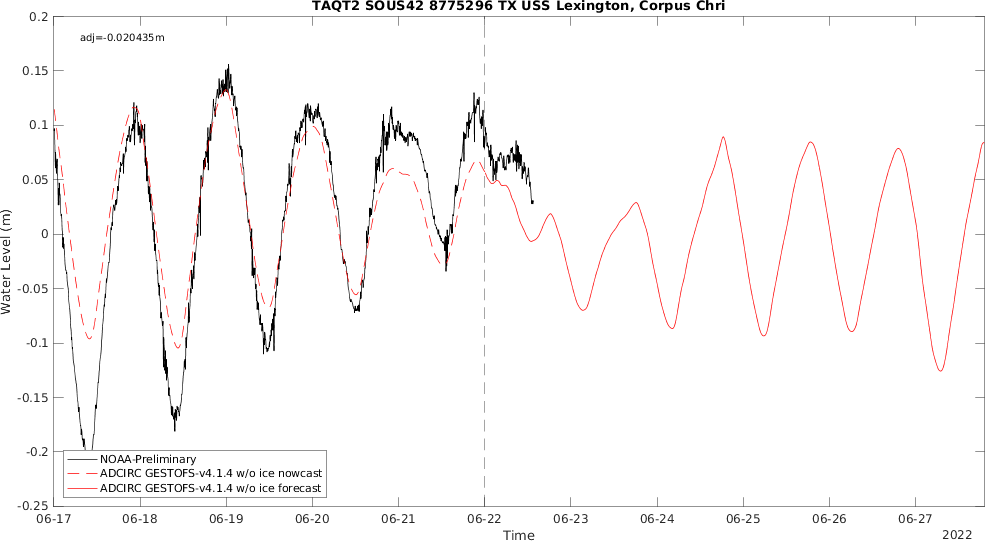 TAQT2 SOUS42 8775296 TX USS Lexington, Corpus Chri
adj=-0.020435m
0.2
0.15
0.1
0.05
0
-0.05
-0.1
-0.15
-0.2
-0.25
Water Level (m)
NOAA-Preliminary
ADCIRC GESTOFS-v4.1.4 w/o ice nowcast
ADCIRC GESTOFS-v4.1.4 w/o ice forecast
06-17 06-18 06-19 06-20 06-21 06-22 06-23 06-24 06-25 06-26 06-27
Time
2022